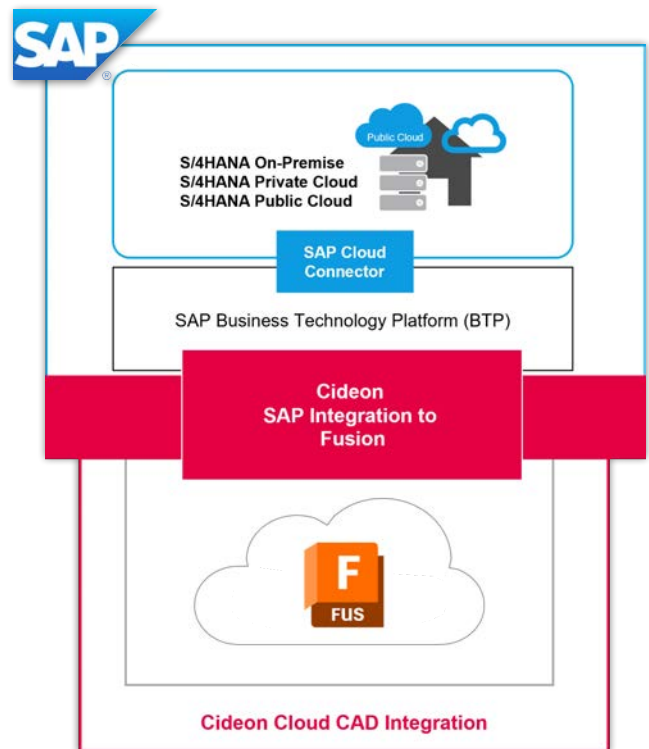 SAP
®
Public Cloud
S/4HANA On-Premise
S/4HANA Private Cloud
S/4HANA Public Cloud
SAP Cloud
Connector
SAP Business Technology Platform (BTP)
Cideon
SAP Integration to
Fusion
F
FUS
Cideon Cloud CAD Integration